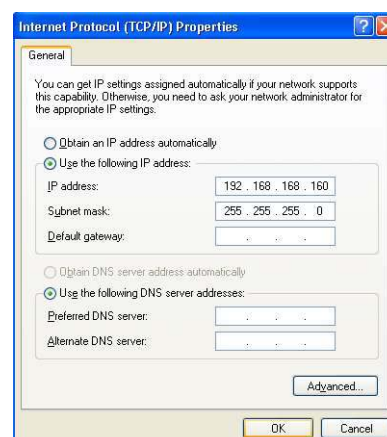 Internet Protocol (TCP/IP) Properties
General
You can get IP settings assigned automatically if your network supports
this capability. Otherwise, you need to ask your network administrator for
the appropriate IP settings.
Obtain an IP address automatically
Use the following IP address:
IP address: 192 . 168 . 168 . 160
Subnet mask: 255 . 255 . 255 . 0
Default gateway: . . .
Obtain DNS server address automatically
Use the following DNS server addresses:
Preferred DNS server: . . .
Alternate DNS server: . . .
Advanced...
OK Cancel